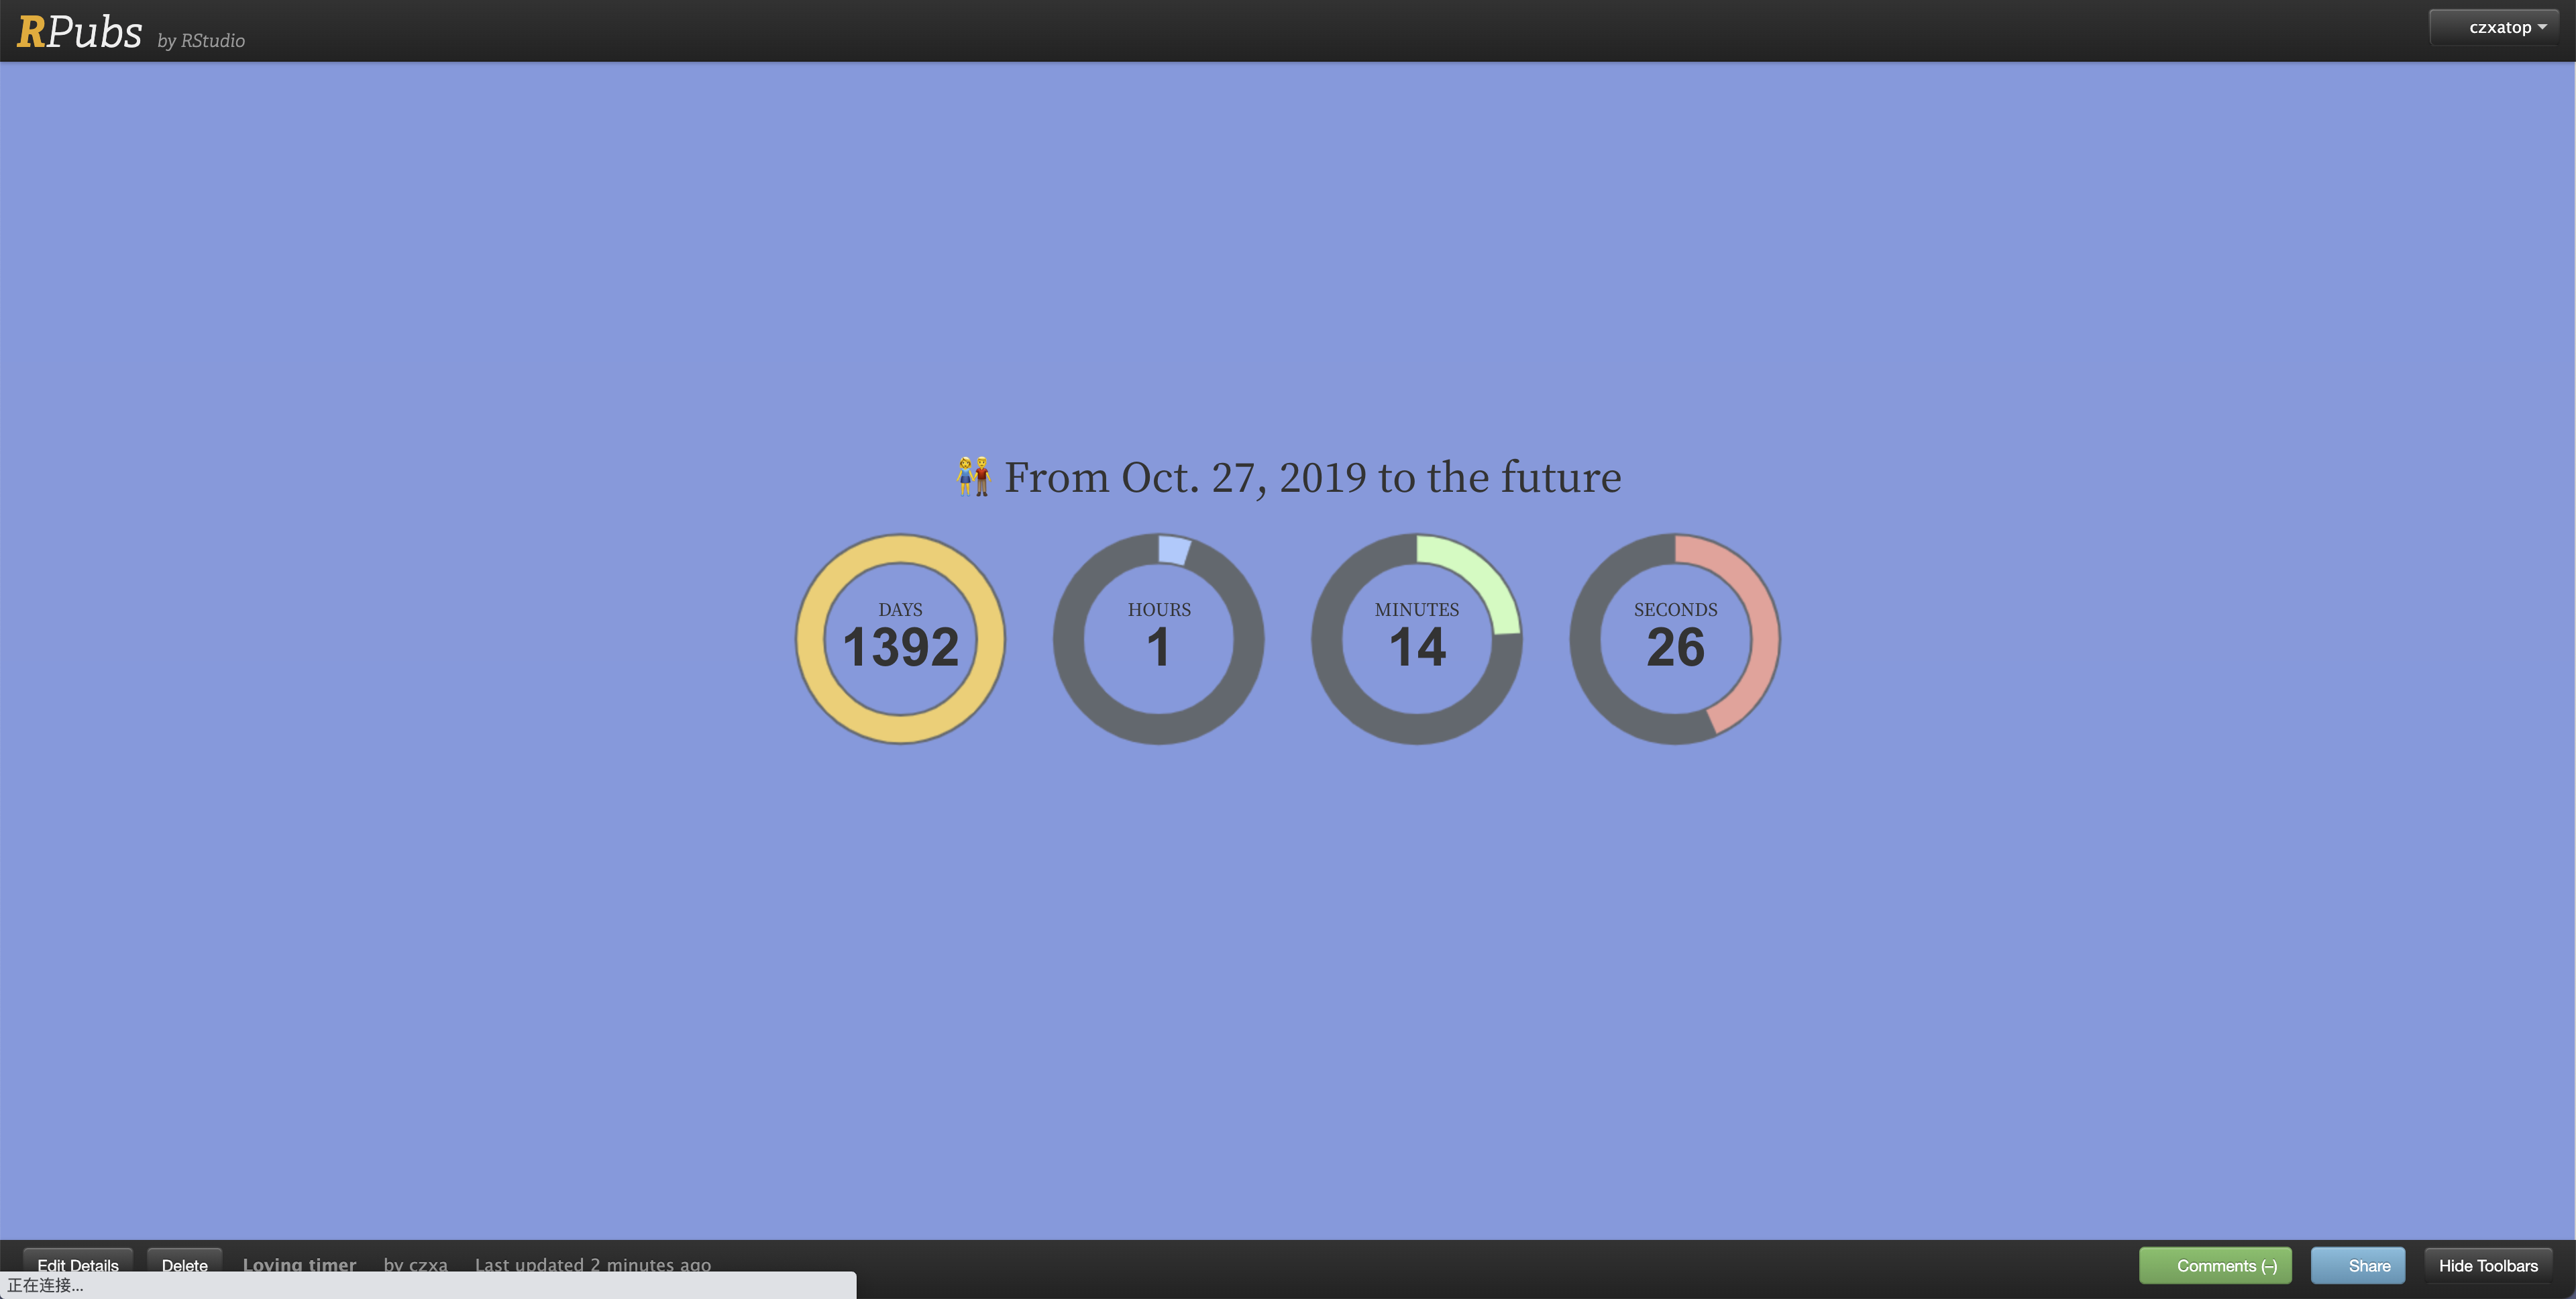 RPubs by RStudio
czxatop
👫 From Oct. 27, 2019 to the future
DAYS
1392
HOURS
1
MINUTES
14
SECONDS
26
Edit Details Delete Loving timer by czxa Last updated 2 minutes ago
Comments (–) Share Hide Toolbars
正在连接...